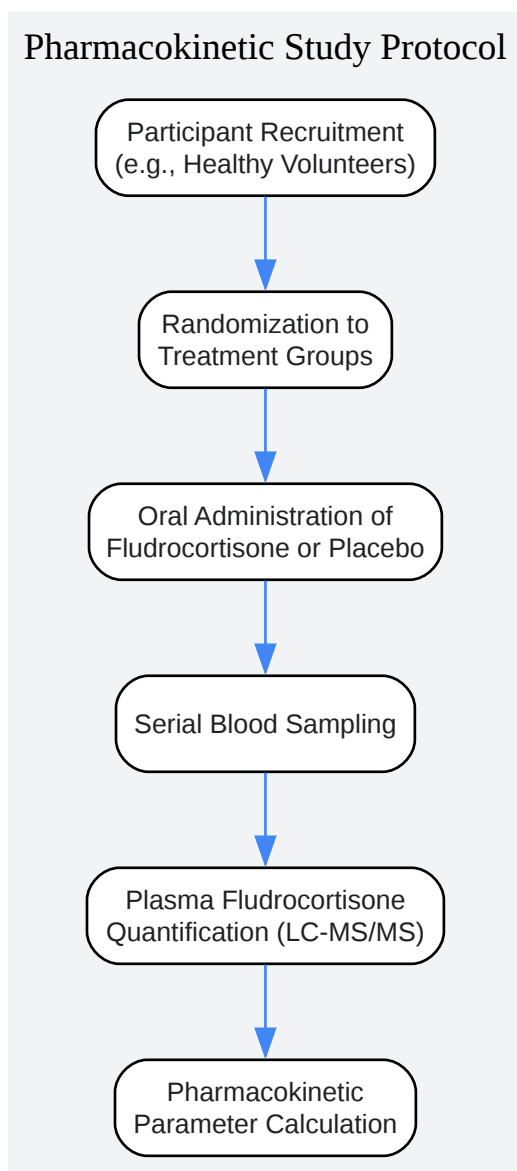 Pharmacokinetic Study Protocol
Participant Recruitment
(e.g., Healthy Volunteers)
Randomization to
Treatment Groups
Oral Administration of
Fludrocortisone or Placebo
Serial Blood Sampling
Plasma Fludrocortisone
Quantification (LC-MS/MS)
Pharmacokinetic
Parameter Calculation